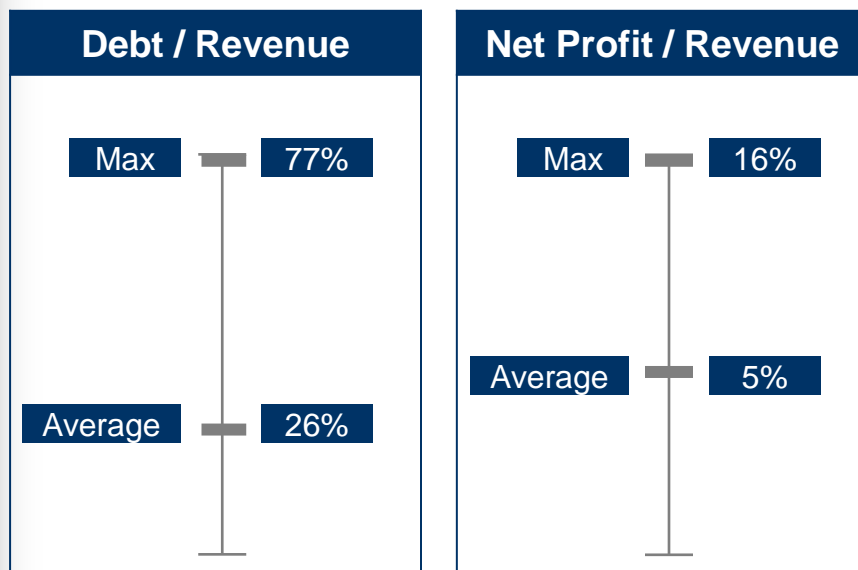 Debt / Revenue
Max 77%
Average 26%
Net Profit / Revenue
Max 16%
Average 5%